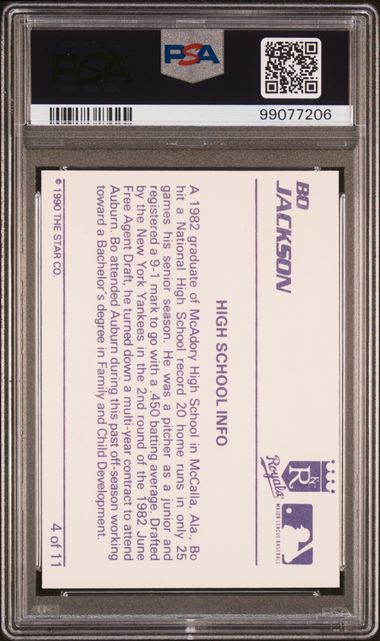 PSA
PSA
99077206
BO
JACKSON
Royals
MAJOR LEAGUE BASEBALL
HIGH SCHOOL INFO
A 1982 graduate of McAdory High School in McCalla, Ala., Bo
hit a National High School record 20 home runs in only 25
games his senior season. He was a pitcher as a junior and
registered a 9-1 mark to go with a .450 batting average. Drafted
by the New York Yankees in the 2nd round of the 1982 June
Free Agent Draft, he turned down a multi-year contract to attend
Auburn. Bo attended Auburn during this past off-season working
toward a Bachelor's degree in Family and Child Development.
© 1990 THE STAR CO.
4 of 11